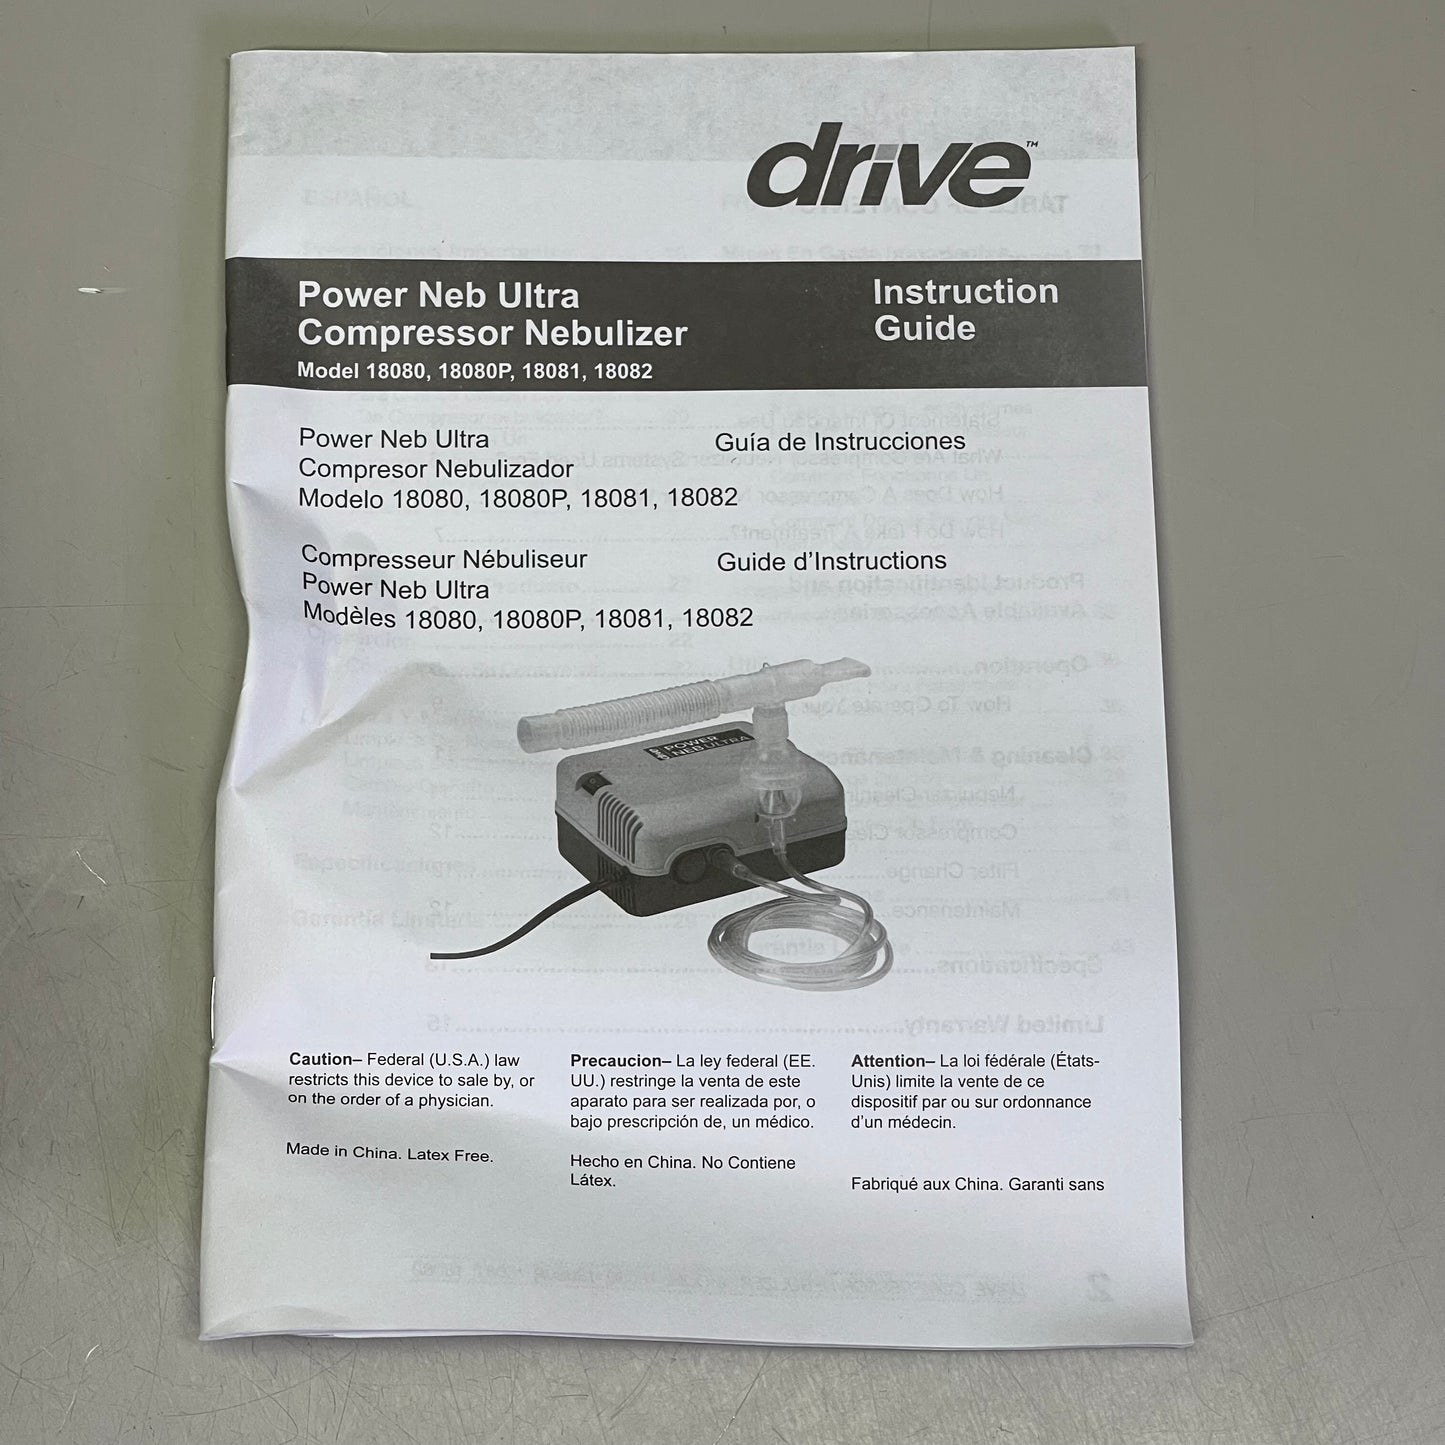 drive™
Power Neb Ultra
Compressor Nebulizer
Model 18080, 18080P, 18081, 18082
Instruction
Guide
Power Neb Ultra
Compresor Nebulizador
Modelo 18080, 18080P, 18081, 18082
Guía de Instrucciones
Compresseur Nébuliseur
Power Neb Ultra
Modèles 18080, 18080P, 18081, 18082
Guide d'Instructions
POWER
NEB ULTRA
Caution– Federal (U.S.A.) law
restricts this device to sale by, or
on the order of a physician.
Made in China. Latex Free.
Precaucion– La ley federal (EE.
UU.) restringe la venta de este
aparato para ser realizada por, o
bajo prescripción de, un médico.
Hecho en China. No Contiene
Látex.
Attention– La loi fédérale (États-
Unis) limite la vente de ce
dispositif par ou sur ordonnance
d'un médecin.
Fabriqué aux China. Garanti sans